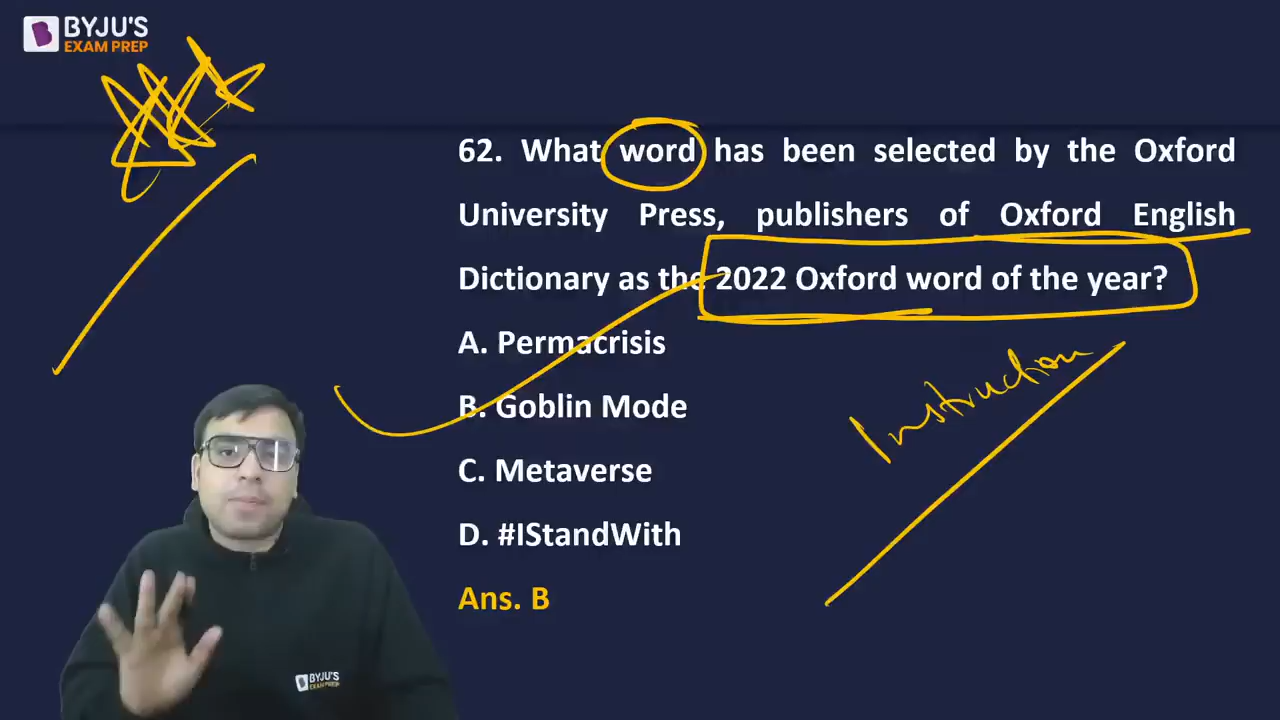 BYJU'S
EXAM PREP
62. What word has been selected by the Oxford
University Press, publishers of Oxford English
Dictionary as the 2022 Oxford word of the year?
A. Permacrisis
B. Goblin Mode
C. Metaverse
D. #IStandWith
Ans. B
Instruction
BYJU'S
EXAM PREP